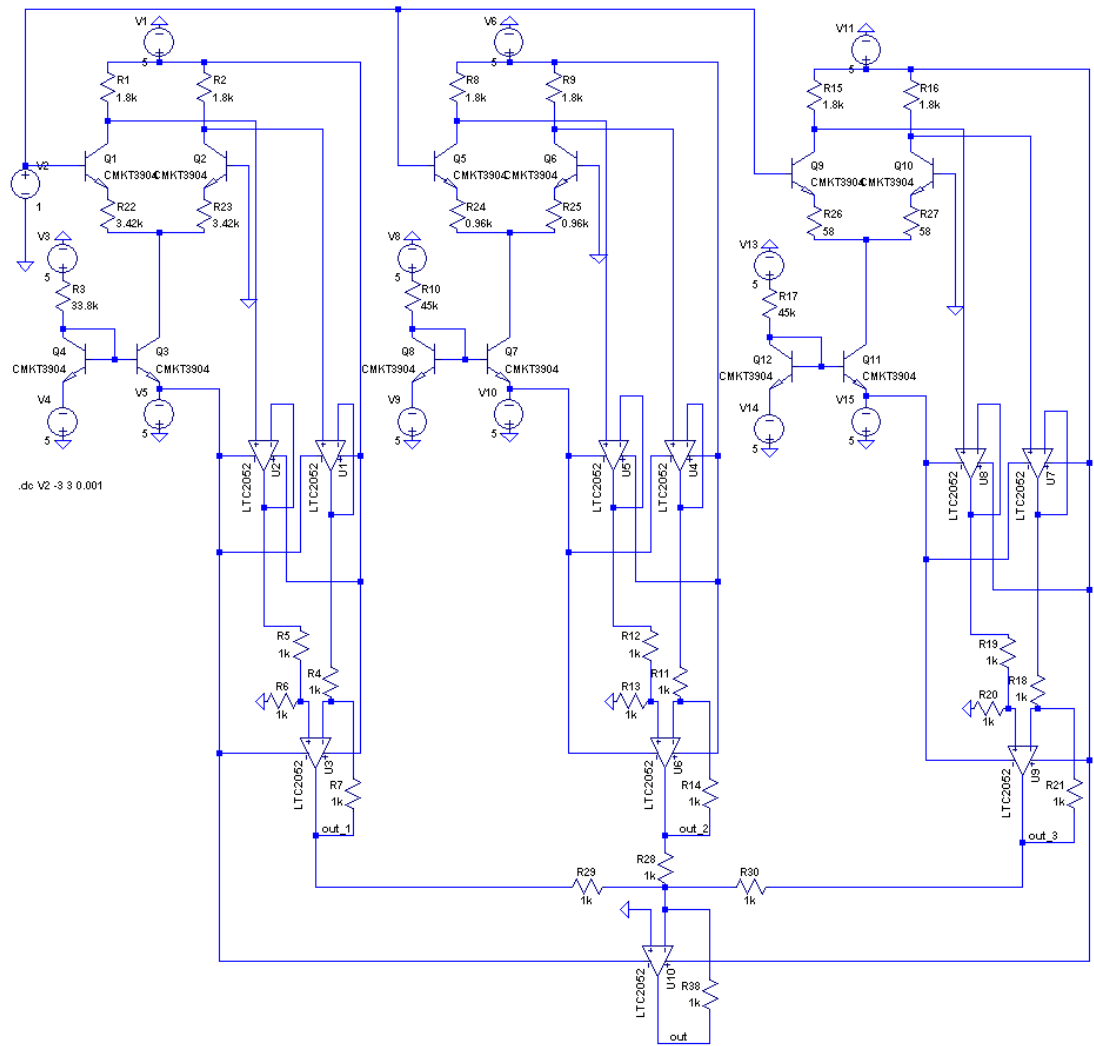 V1
5
R1
1.8k
R2
1.8k
Q1
CMKT3904
Q2
CMKT3904
V2
1
R22
3.42k
R23
3.42k
V3
5
R3
33.8k
Q4
CMKT3904
Q3
CMKT3904
V4
5
V5
5
.dc V2 -3 3 0.001
LTC2052
U2
LTC2052
U1
R5
1k
R4
1k
R6
1k
LTC2052
U3
R7
1k
out_1
V6
5
R8
1.8k
R9
1.8k
Q5
CMKT3904
Q6
CMKT3904
R24
0.96k
R25
0.96k
V8
5
R10
45k
Q8
CMKT3904
Q7
CMKT3904
V9
5
V10
5
LTC2052
U5
LTC2052
U4
R12
1k
R11
1k
R13
1k
LTC2052
U6
R14
1k
out_2
V11
5
R15
1.8k
R16
1.8k
Q9
CMKT3904
Q10
CMKT3904
R26
58
R27
58
V13
5
R17
45k
Q12
CMKT3904
Q11
CMKT3904
V14
5
V15
5
LTC2052
U8
LTC2052
U7
R19
1k
R18
1k
R20
1k
LTC2052
U9
R21
1k
out_3
R28
1k
R29
1k
R30
1k
LTC2052
U10
R38
1k
out